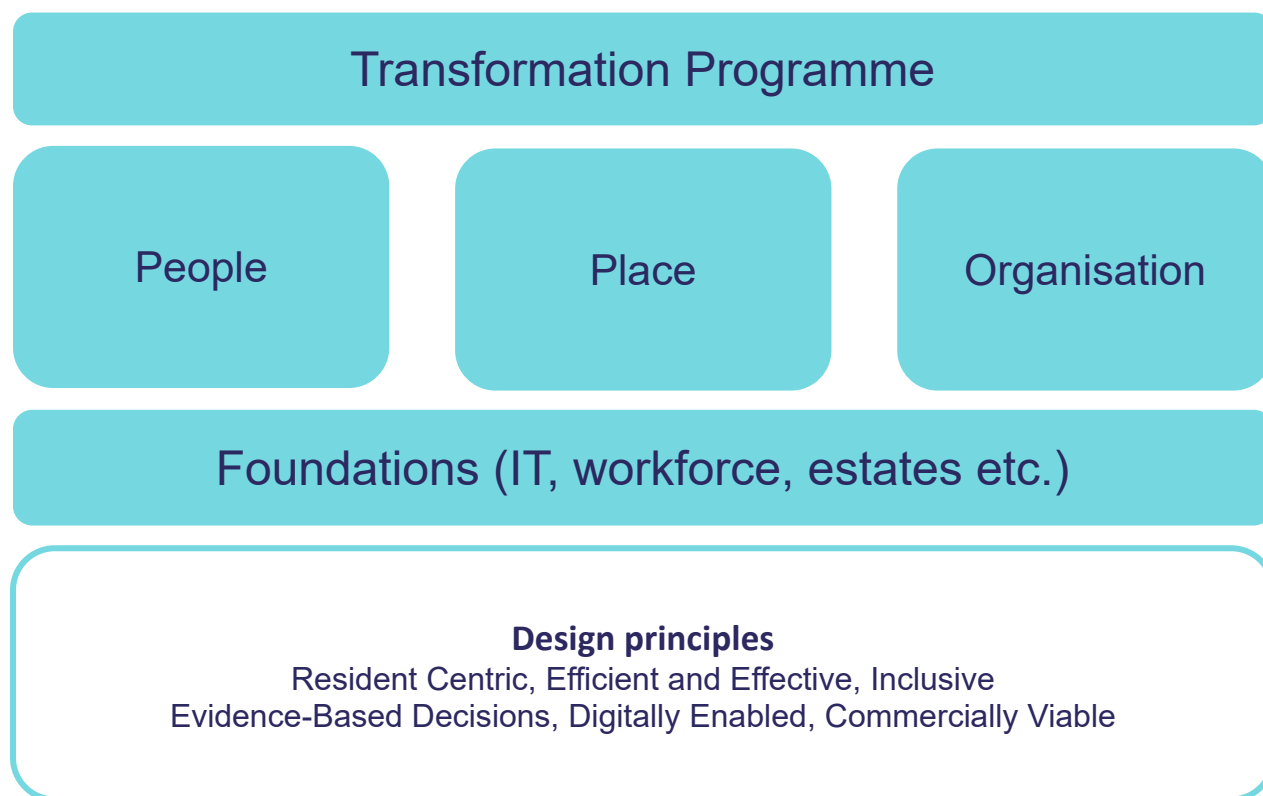 Transformation Programme
People
Place
Organisation
Foundations (IT, workforce, estates etc.)
Design principles
Resident Centric, Efficient and Effective, Inclusive
Evidence-Based Decisions, Digitally Enabled, Commercially Viable